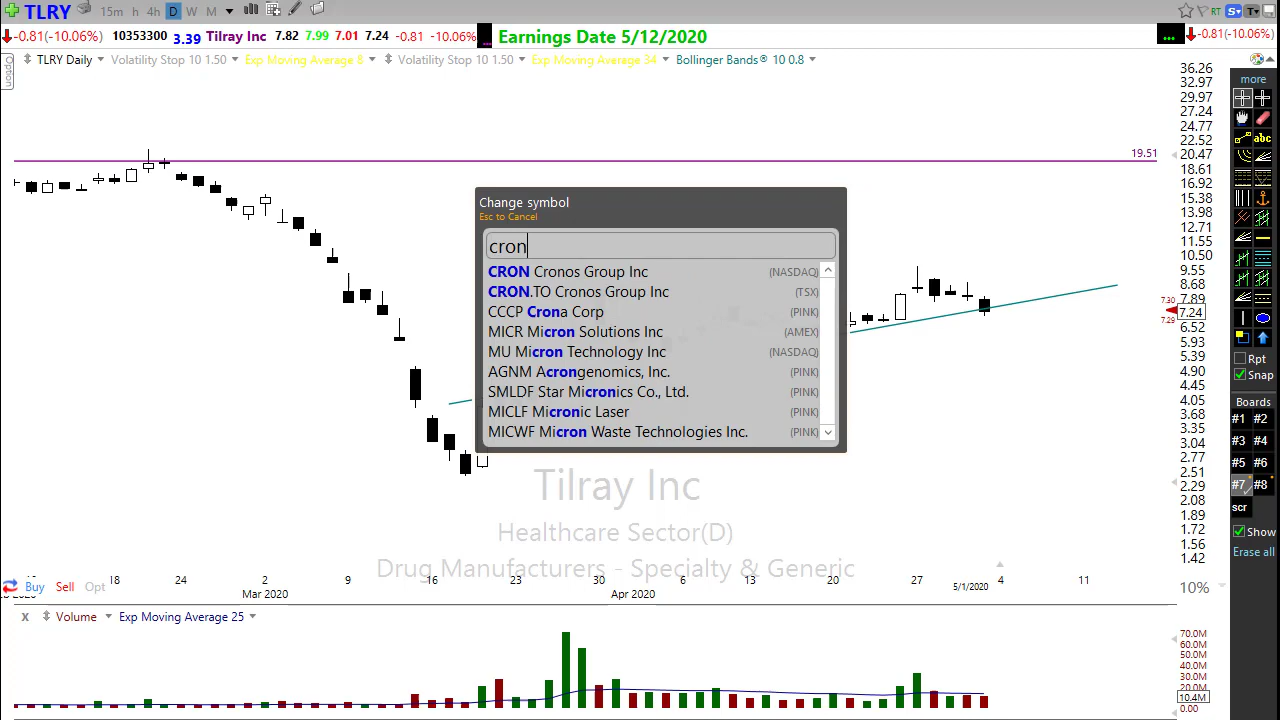 TLRY 15m h 4h D W M
RT S T
-0.81(-10.06%) 10353300 3.39 Tilray Inc 7.82 7.99 7.01 7.24 -0.81 -10.06% ... Earnings Date 5/12/2020 ... -0.81(-10.06%)
Option
TLRY Daily Volatility Stop 10 1.50 Exp Moving Average 8 Volatility Stop 10 1.50 Exp Moving Average 34 Bollinger Bands® 10 0.8
36.26
32.97
29.97
27.24
24.77
22.52
20.47
18.61
16.92
15.38
13.98
12.71
11.55
10.50
9.55
8.68
7.89
7.24
6.52
5.93
5.39
4.90
4.45
4.05
3.68
3.35
3.04
2.77
2.51
2.29
2.08
1.89
1.72
1.56
1.42
19.51
7.30
7.29
Change symbol
Esc to Cancel
cron
CRON Cronos Group Inc (NASDAQ)
CRON.TO Cronos Group Inc (TSX)
CCCP Crona Corp (PINK)
MICR Micron Solutions Inc (AMEX)
MU Micron Technology Inc (NASDAQ)
AGNM Acrongenomics, Inc. (PINK)
SMLDF Star Micronics Co., Ltd. (PINK)
MICLF Micronic Laser (PINK)
MICWF Micron Waste Technologies Inc. (PINK)
Tilray Inc
Healthcare Sector(D)
Drug Manufacturers - Specialty & Generic
18 24 2 9 16 23 30 6 13 20 27 5/1/2020 4 11
Mar 2020 Apr 2020
Buy Sell Opt
10%
x Volume Exp Moving Average 25
70.0M
60.0M
50.0M
40.0M
30.0M
20.0M
10.4M
0.00
more
abc
Rpt
Snap
Boards
#1 #2
#3 #4
#5 #6
#7 #8
scr
Show
Erase all